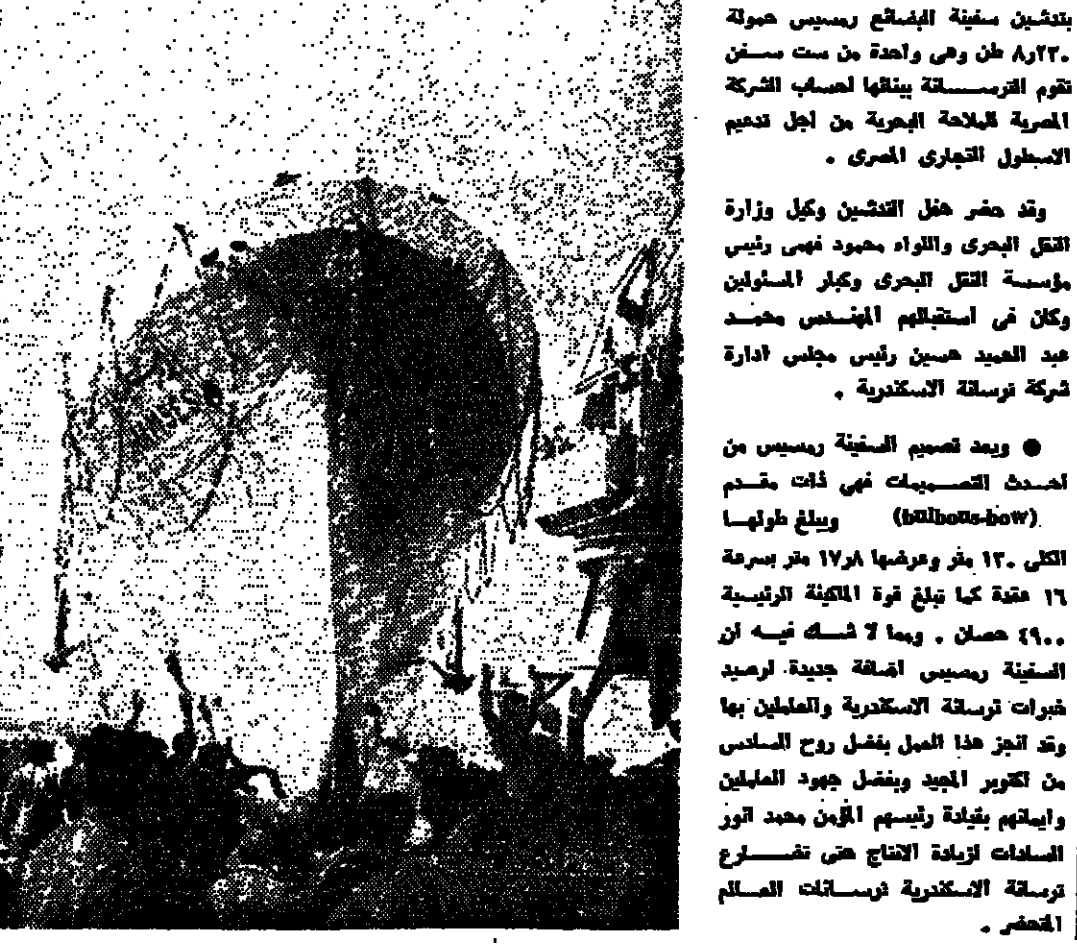 بتدشين سفينة البضائع رمسيس حمولة
٨٫٢٣٠ طن وهى واحدة من ست سفن
تقوم الترسانة ببنائها لحساب الشركة
المصرية للملاحة البحرية من اجل تدعيم
الاسطول التجارى المصرى .
وقد حضر حفل التدشين وكيل وزارة
النقل البحرى واللواء محمود فهمى رئيس
مؤسسة النقل البحرى وكبار المسئولين
وكان فى استقبالهم المهندس محمد
عبد الحميد حسين رئيس مجلس ادارة
شركة ترسانة الاسكندرية .
● ويعد تصميم السفينة رمسيس من
احدث التصميمات فهى ذات مقدم
(bulbous-bow) ويبلغ طولها
الكلى ١٣٠ متر وعرضها ١٧٫٨ متر بسرعة
١٦ عقدة كما تبلغ قوة الماكينة الرئيسية
٤٩٠٠ حصان . ومما لا شك فيه ان
السفينة رمسيس اضافة جديدة لرصيد
خبرات ترسانة الاسكندرية والعاملين بها
وقد انجز هذا العمل بفضل روح السادس
من اكتوبر المجيد وبفضل جهود العاملين
وايمانهم بقيادة رئيسهم المؤمن محمد انور
السادات لزيادة الانتاج حتى تضارع
ترسانة الاسكندرية ترسانات العالم
المتحضر .